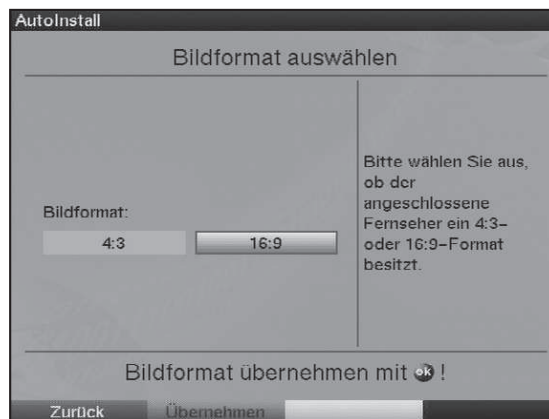 AutoInstall
Bildformat auswählen
Bildformat:
4:3
16:9
Bitte wählen Sie aus,
ob der
angeschlossene
Fernseher ein 4:3-
oder 16:9-Format
besitzt.
Bildformat übernehmen mit ok !
Zurück
Übernehmen